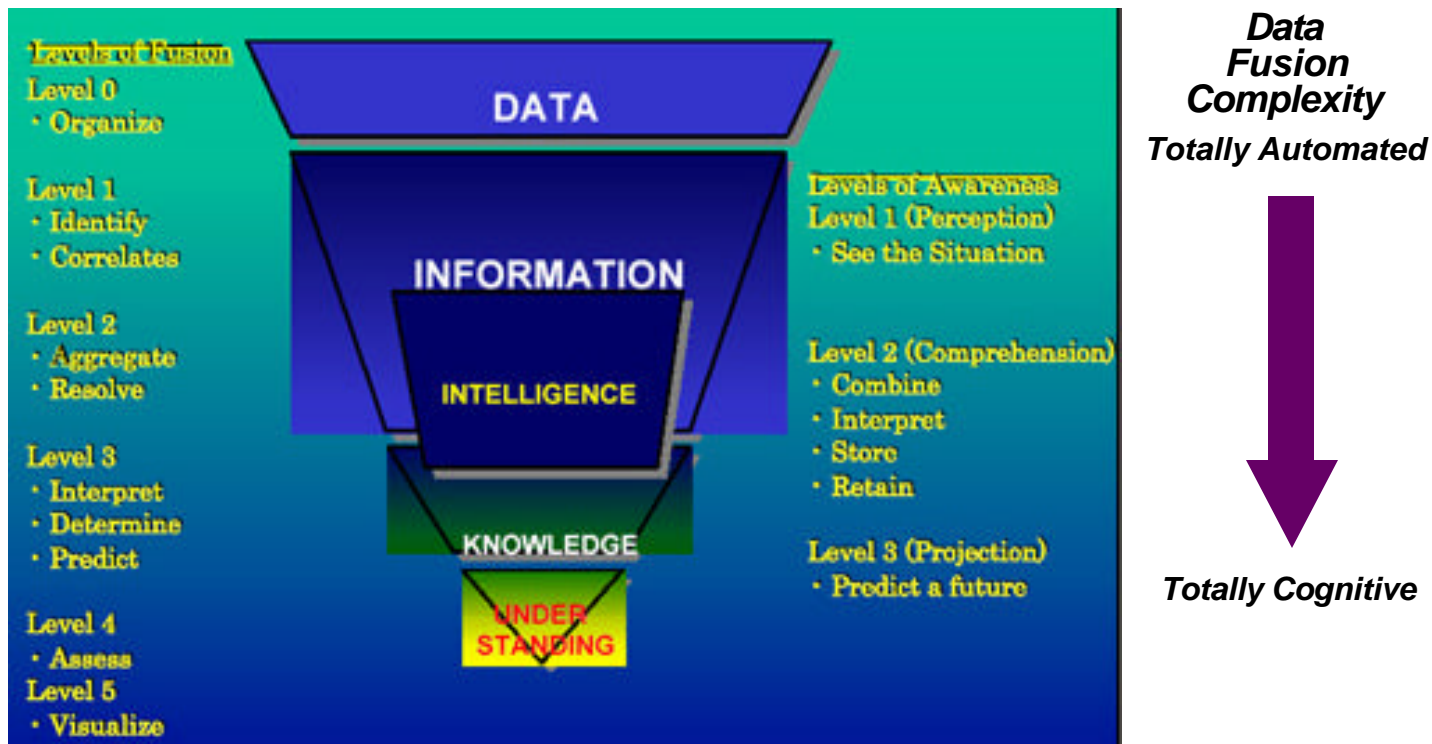 Levels of Fusion
Level 0
· Organize
Level 1
· Identify
· Correlates
Level 2
· Aggregate
· Resolve
Level 3
· Interpret
· Determine
· Predict
Level 4
· Assess
Level 5
· Visualize
DATA
INFORMATION
INTELLIGENCE
KNOWLEDGE
UNDER
STANDING
Levels of Awareness
Level 1 (Perception)
· See the Situation
Level 2 (Comprehension)
· Combine
· Interpret
· Store
· Retain
Level 3 (Projection)
· Predict a future
Data
Fusion
Complexity
Totally Automated
Totally Cognitive